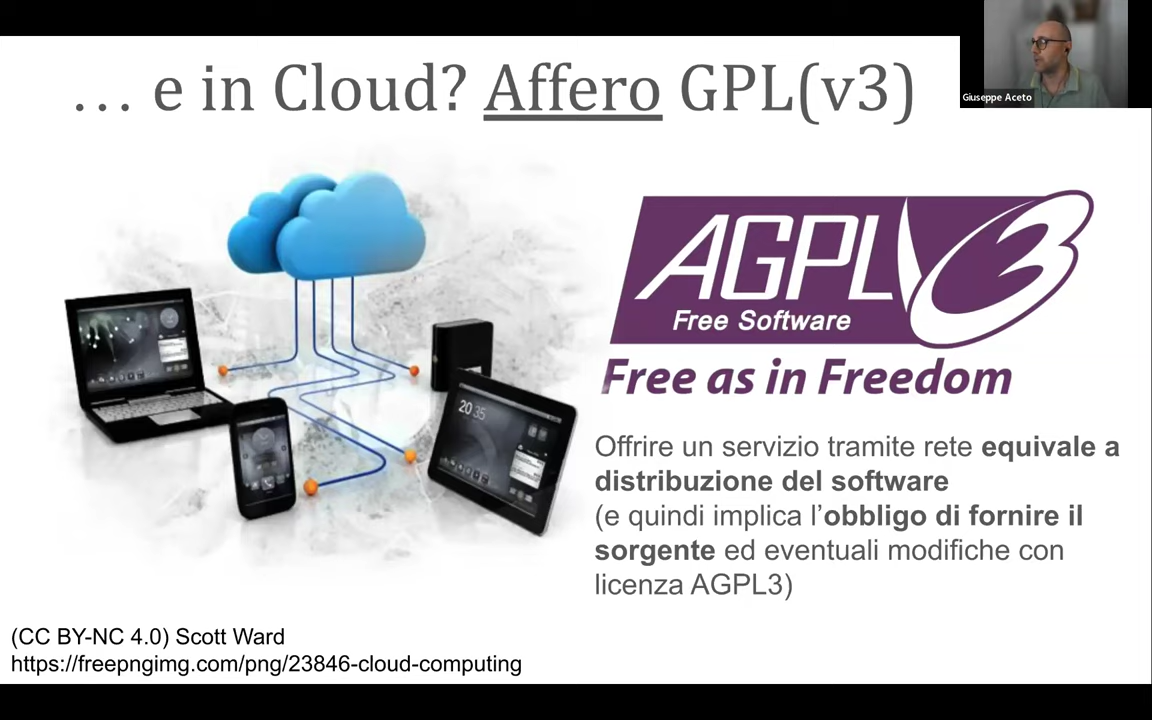 … e in Cloud? Affero GPL(v3)
Giuseppe Aceto
AGPL3
Free Software
Free as in Freedom
20 35
Offrire un servizio tramite rete equivale a
distribuzione del software
(e quindi implica l’obbligo di fornire il
sorgente ed eventuali modifiche con
licenza AGPL3)
(CC BY-NC 4.0) Scott Ward
https://freepngimg.com/png/23846-cloud-computing